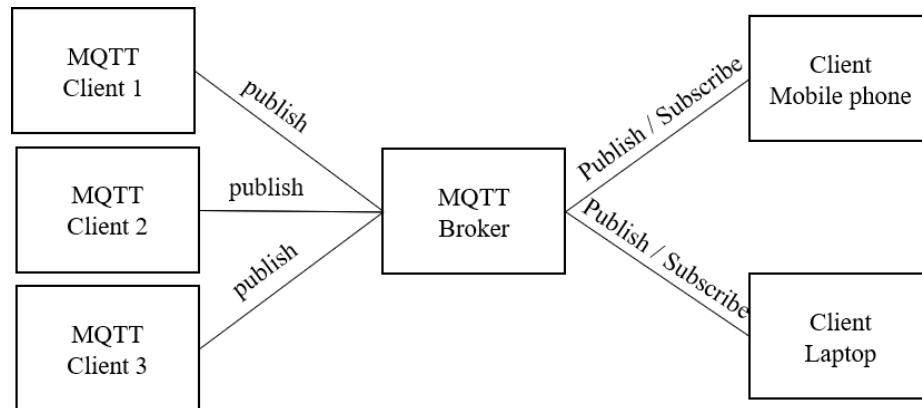 MQTT
Client 1
publish
MQTT
Client 2
publish
MQTT
Client 3
publish
MQTT
Broker
Publish / Subscribe
Client
Mobile phone
Publish / Subscribe
Client
Laptop